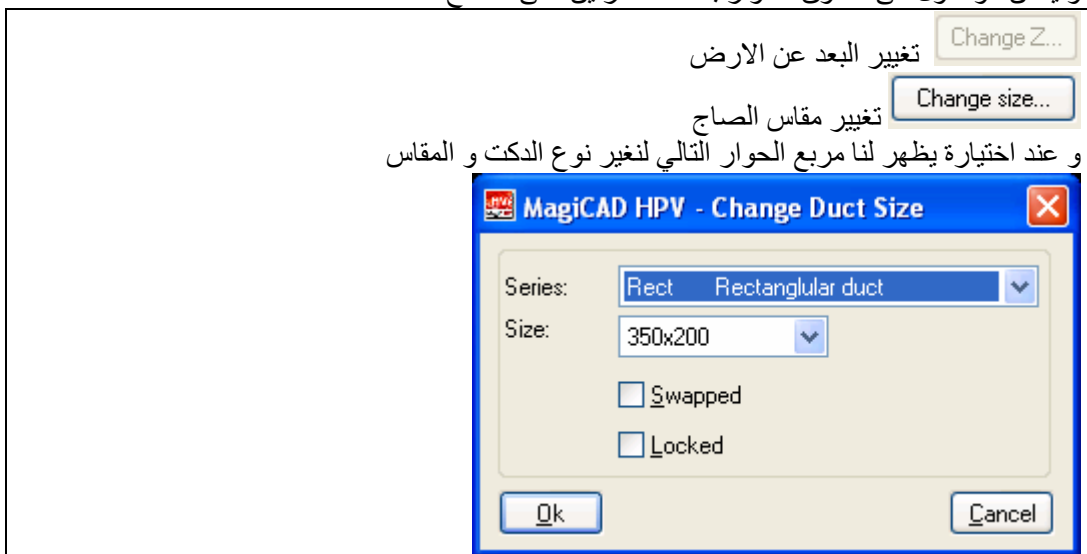 Change Z... تغيير البعد عن الارض
Change size... تغيير مقاس الصاج
و عند اختيارة يظهر لنا مربع الحوار التالي لنغير نوع الدكت و المقاس
MagiCAD HPV - Change Duct Size
Series: Rect Rectanglular duct
Size: 350x200
Swapped
Locked
Ok Cancel